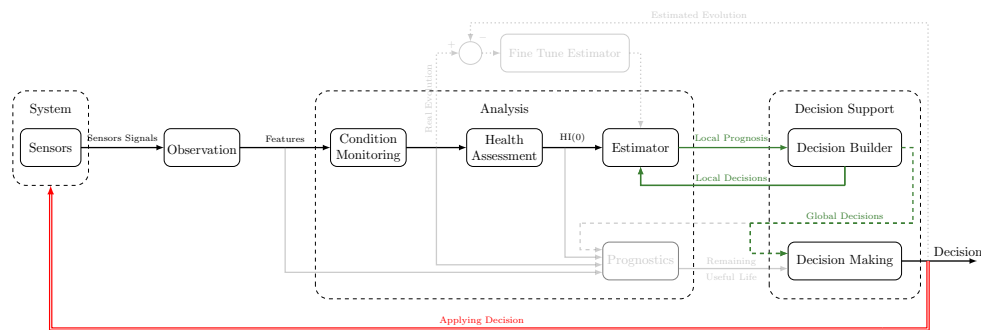 Estimated Evolution
+
−
Fine Tune Estimator
Real Evolution
System
Analysis
Decision Support
Sensors
Sensors Signals
Observation
Features
Condition
Monitoring
Health
Assessment
HI(0)
Estimator
Local Prognosis
Decision Builder
Local Decisions
Global Decisions
Prognostics
Remaining
Useful Life
Decision Making
Decision
Applying Decision